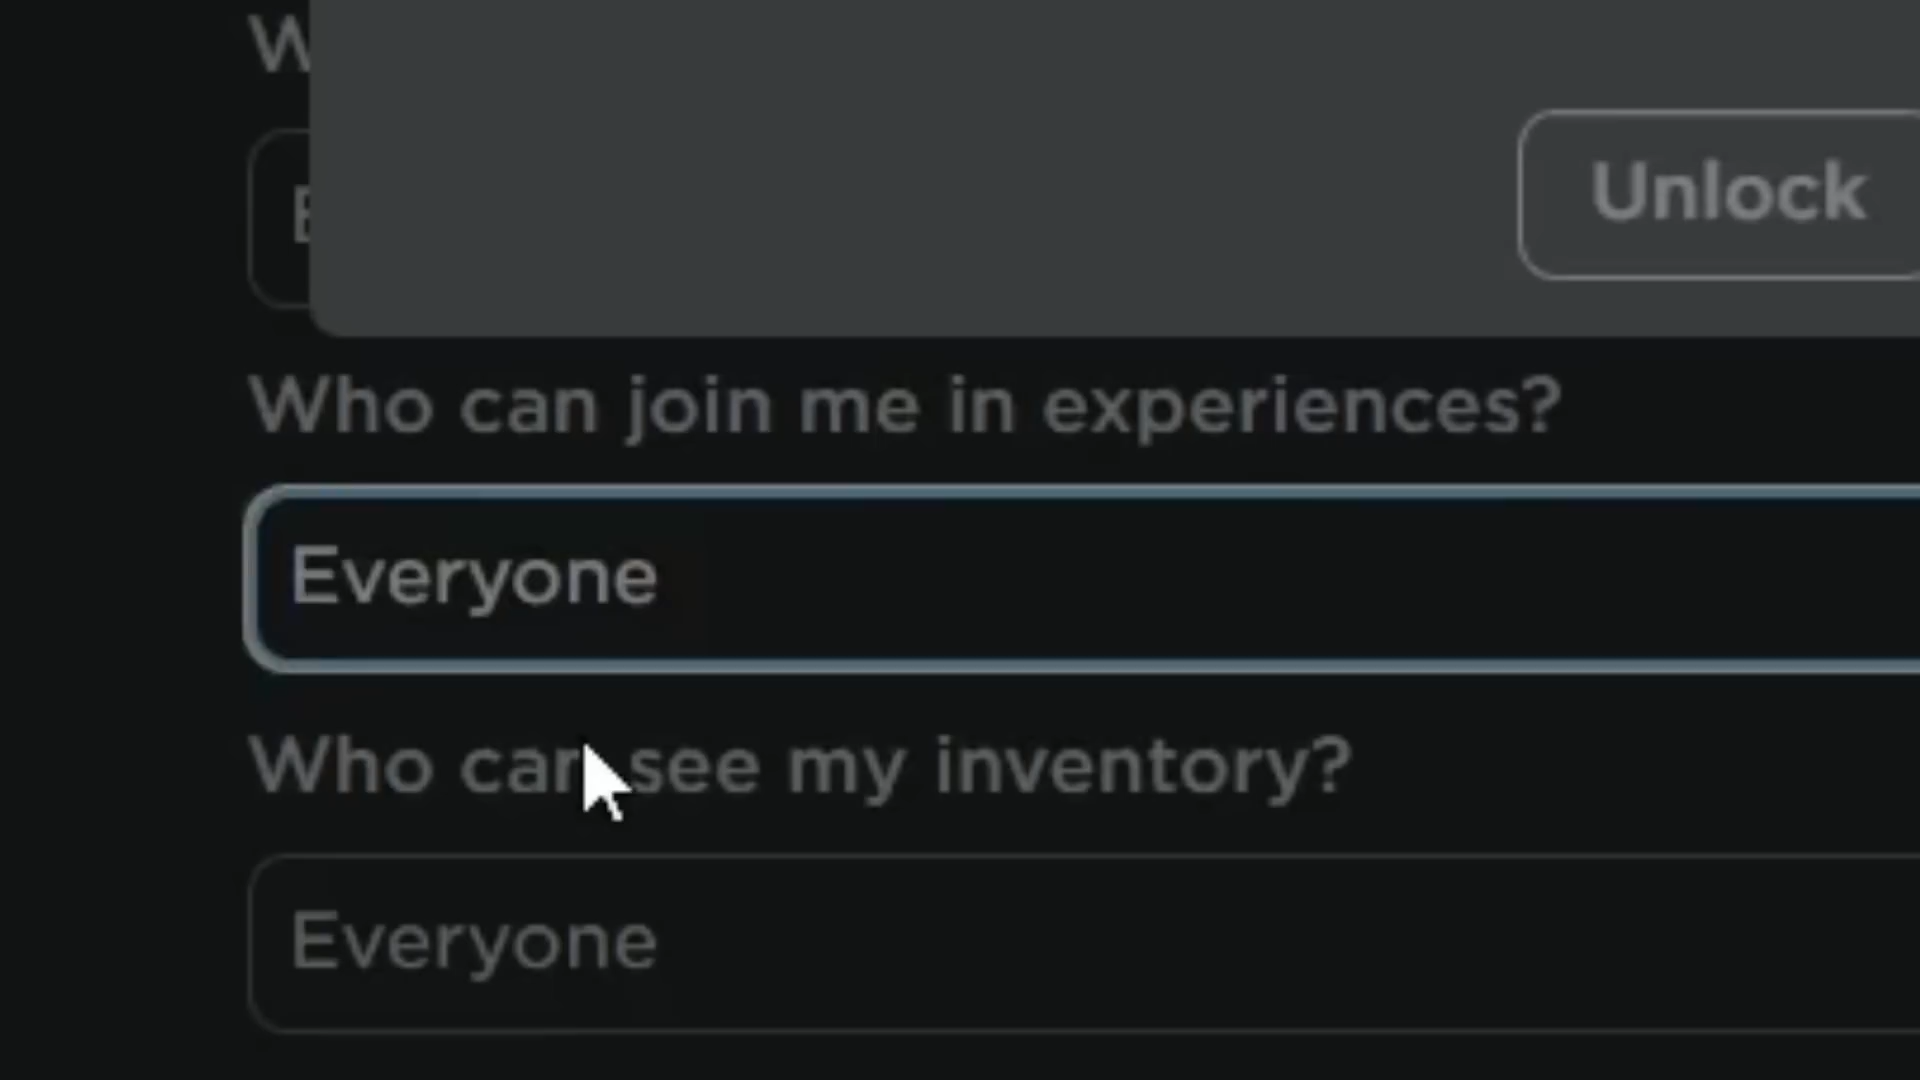 Unlock
Who can join me in experiences?
Everyone
Who can see my inventory?
Everyone